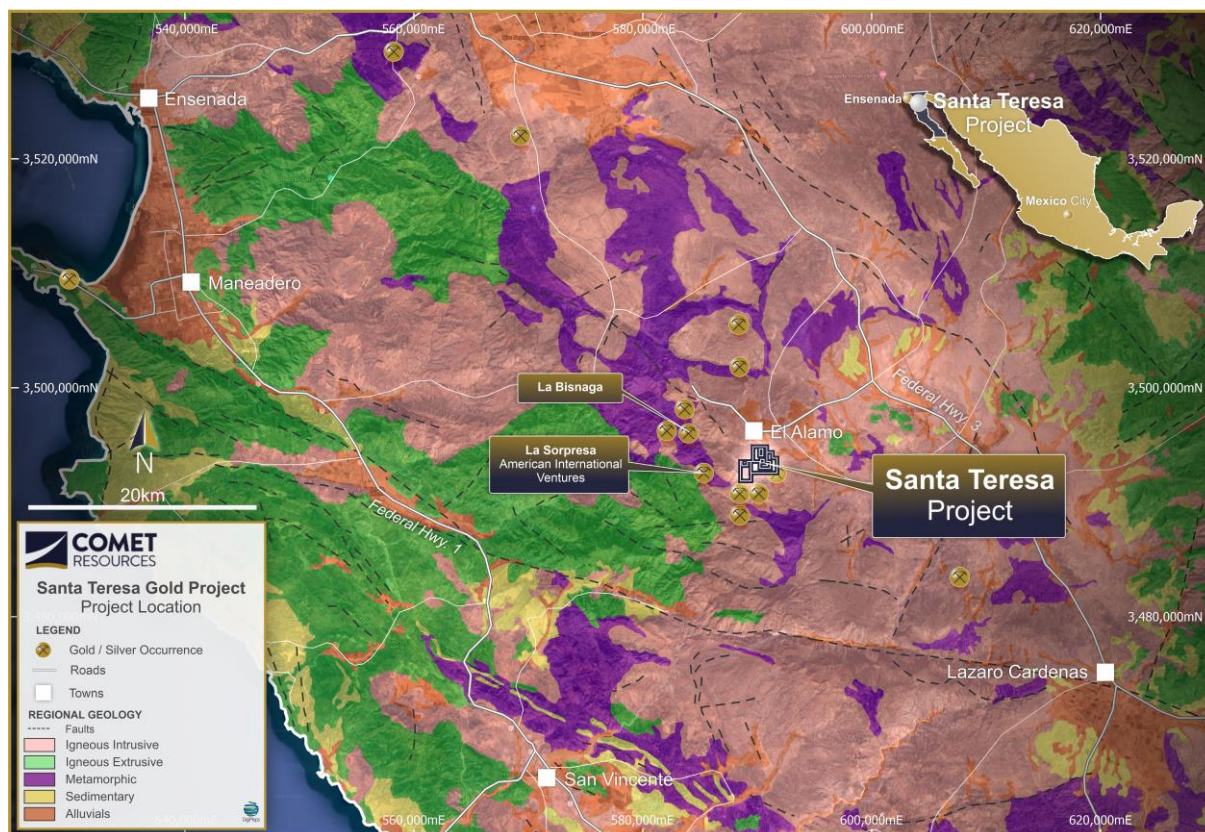 540,000mE
560,000mE
580,000mE
600,000mE
620,000mE
Ensenada
Ensenada
Santa Teresa
Project
3,520,000mN
3,520,000mN
Mexico City
Maneadero
3,500,000mN
3,500,000mN
La Bisnaga
Federal Hwy. 3
El Alamo
La Sorpresa
American International
Ventures
Santa Teresa
Project
N
20km
Federal Hwy. 1
COMET
RESOURCES
Santa Teresa Gold Project
Project Location
LEGEND
Gold / Silver Occurrence
Roads
Towns
REGIONAL GEOLOGY
Faults
Igneous Intrusive
Igneous Extrusive
Metamorphic
Sedimentary
Alluvials
DigMaps
3,480,000mN
Lazaro Cardenas
San Vincente
540,000mE
560,000mE
580,000mE
600,000mE
620,000mE